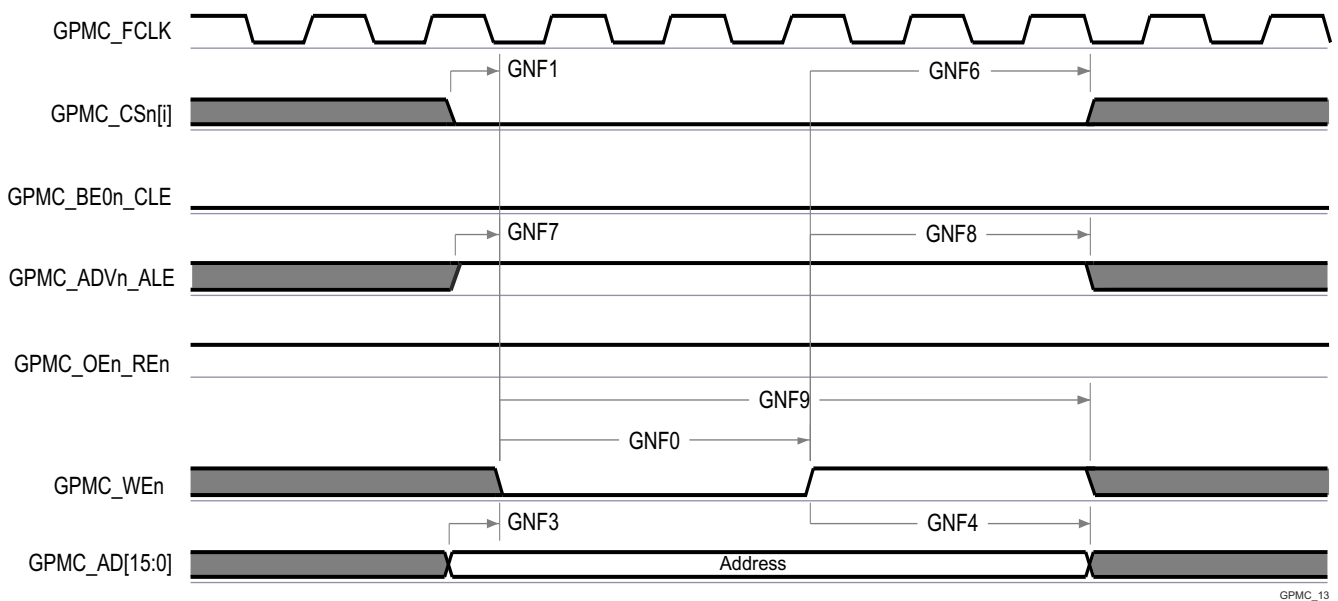 GPMC_FCLK
GNF1
GNF6
GPMC_CSn[i]
GPMC_BE0n_CLE
GNF7
GNF8
GPMC_ADVn_ALE
GPMC_OEn_REn
GNF9
GNF0
GPMC_WEn
GNF3
GNF4
GPMC_AD[15:0]
Address
GPMC_13